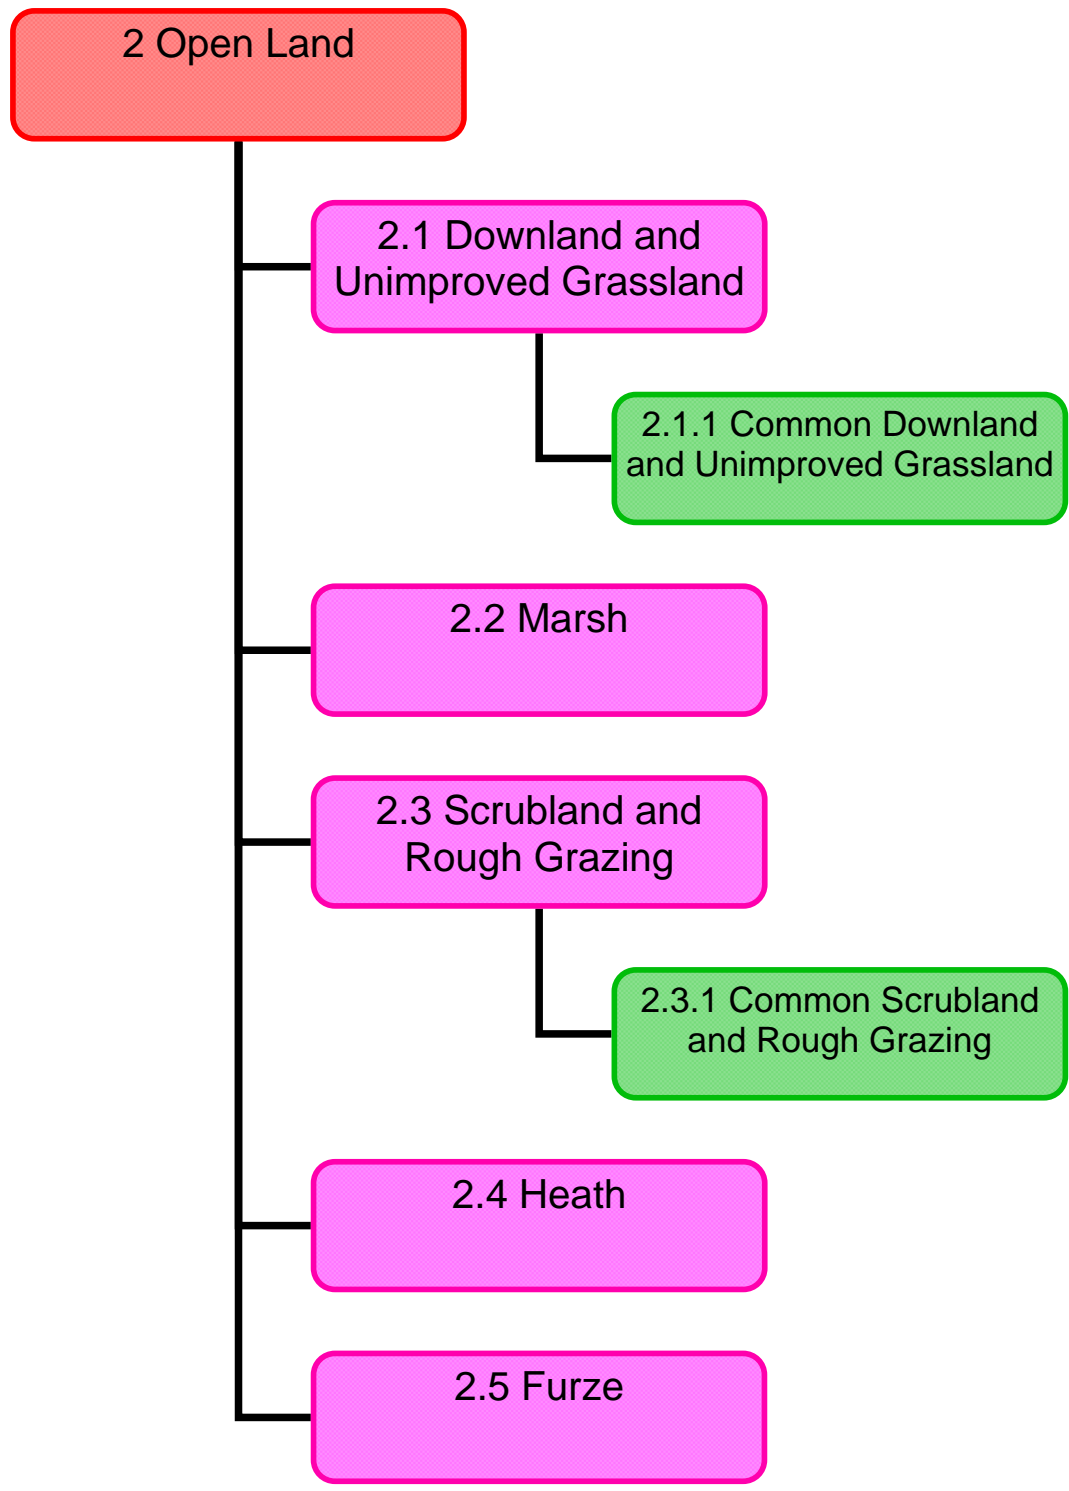 2 Open Land
2.1 Downland and
Unimproved Grassland
2.1.1 Common Downland
and Unimproved Grassland
2.2 Marsh
2.3 Scrubland and
Rough Grazing
2.3.1 Common Scrubland
and Rough Grazing
2.4 Heath
2.5 Furze